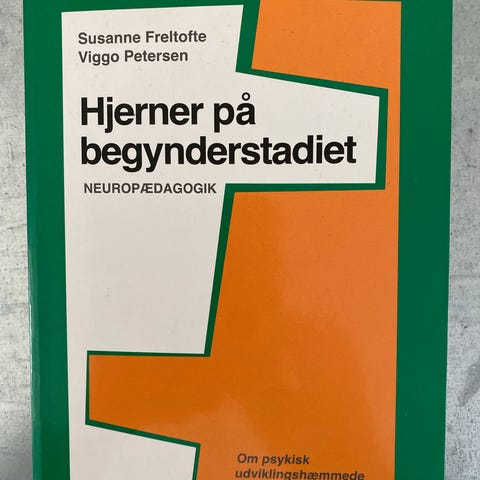 Susanne Freltofte
Viggo Petersen
Hjerner på
begynderstadiet
NEUROPÆDAGOGIK
Om psykisk
udviklingshæmmede